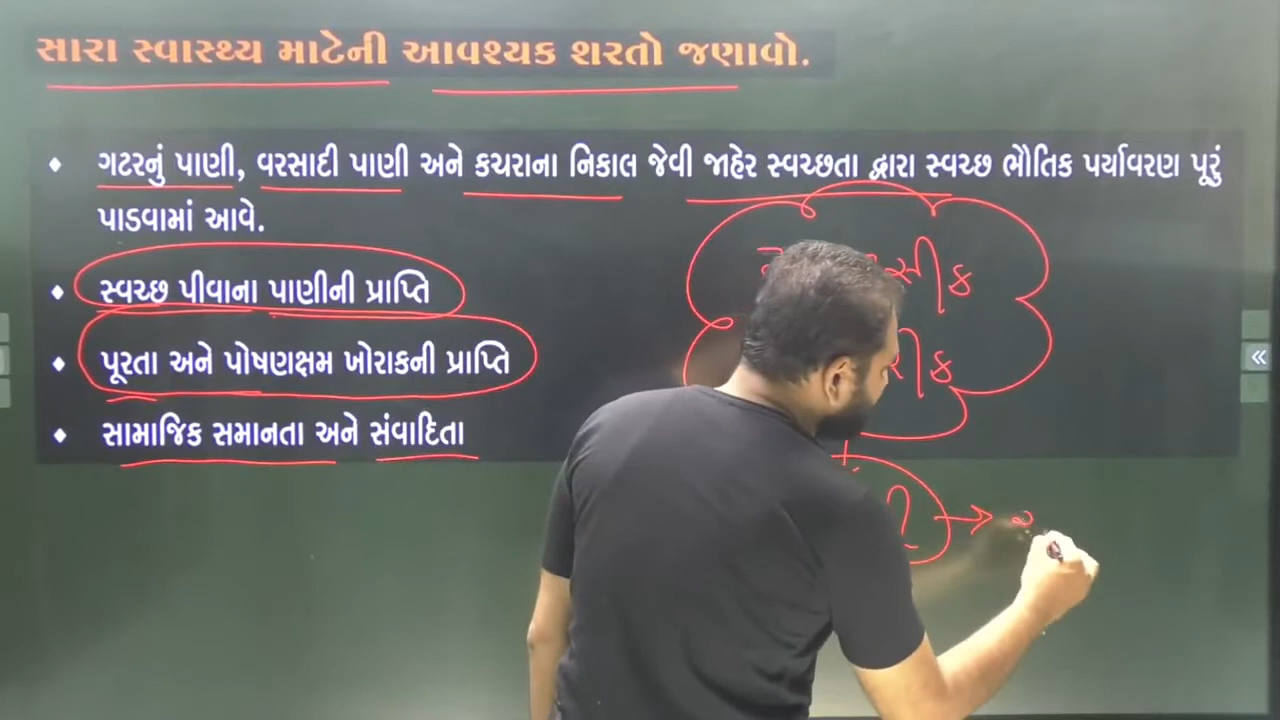 સારા સ્વાસ્થ્ય માટેની આવશ્યક શરતો જણાવો.
♦ ગટરનું પાણી, વરસાદી પાણી અને કચરાના નિકાલ જેવી જાહેર સ્વચ્છતા દ્વારા સ્વચ્છ ભૌતિક પર્યાવરણ પૂરું
પાડવામાં આવે.
♦ સ્વચ્છ પીવાના પાણીની પ્રાપ્તિ
♦ પૂરતા અને પોષણક્ષમ ખોરાકની પ્રાપ્તિ
♦ સામાજિક સમાનતા અને સંવાદિતા